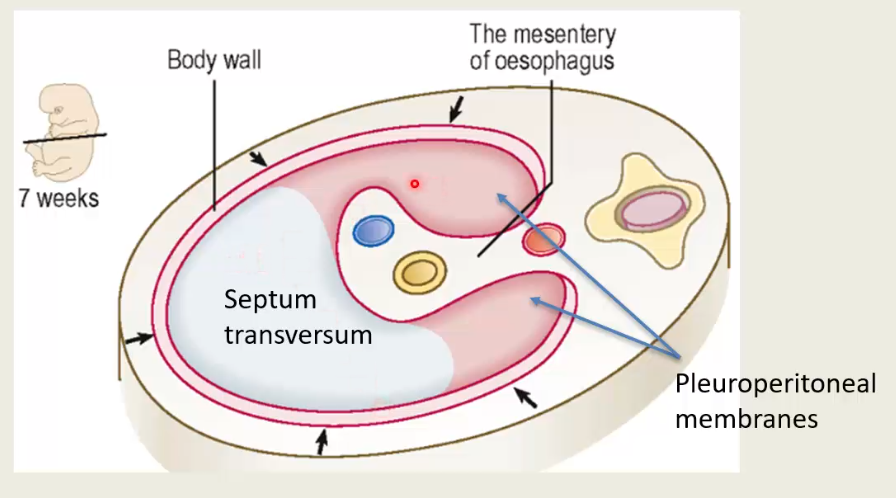 The mesentery
of oesophagus
Body wall
7 weeks
Septum
transversum
Pleuroperitoneal
membranes